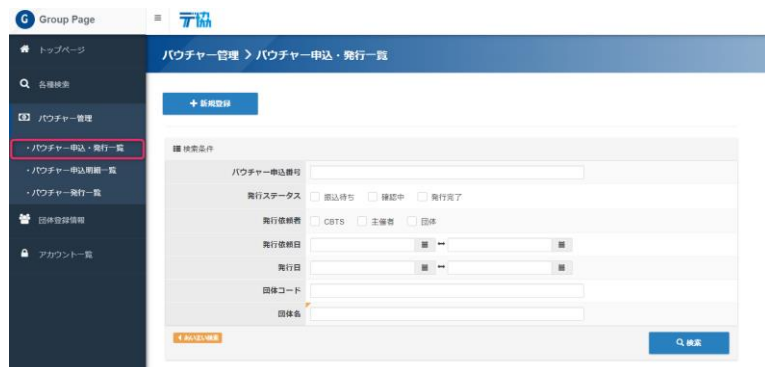 G Group Page
トップページ
各種検索
バウチャー管理
・バウチャー申込・発行一覧
・バウチャー申込明細一覧
・バウチャー発行一覧
団体登録情報
アカウント一覧
バウチャー管理 > バウチャー申込・発行一覧
+ 新規登録
検索条件
バウチャー申込番号
発行ステータス 振込待ち 確認中 発行完了
発行依頼者 CBTS 主催者 団体
発行依頼日
発行日
団体コード
団体名
あいまい検索
検索